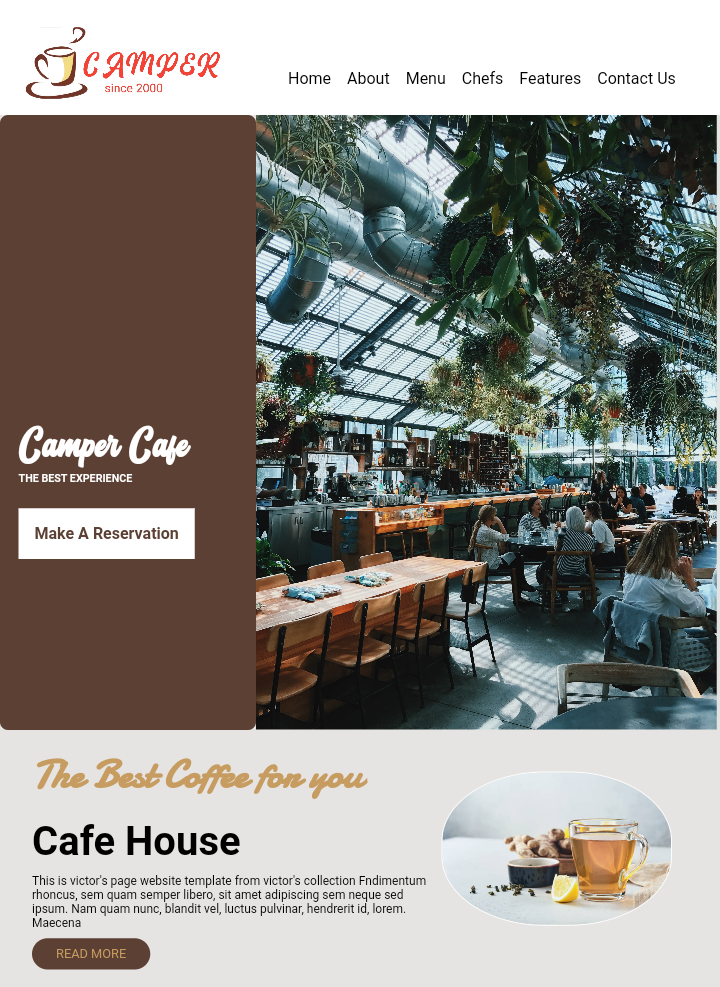 CAMPER
since 2000
Home About Menu Chefs Features Contact Us
Camper Cafe
THE BEST EXPERIENCE
Make A Reservation
The Best Coffee for you
Cafe House
This is victor's page website template from victor's collection Fndimentum
rhoncus, sem quam semper libero, sit amet adipiscing sem neque sed
ipsum. Nam quam nunc, blandit vel, luctus pulvinar, hendrerit id, lorem.
Maecena
READ MORE